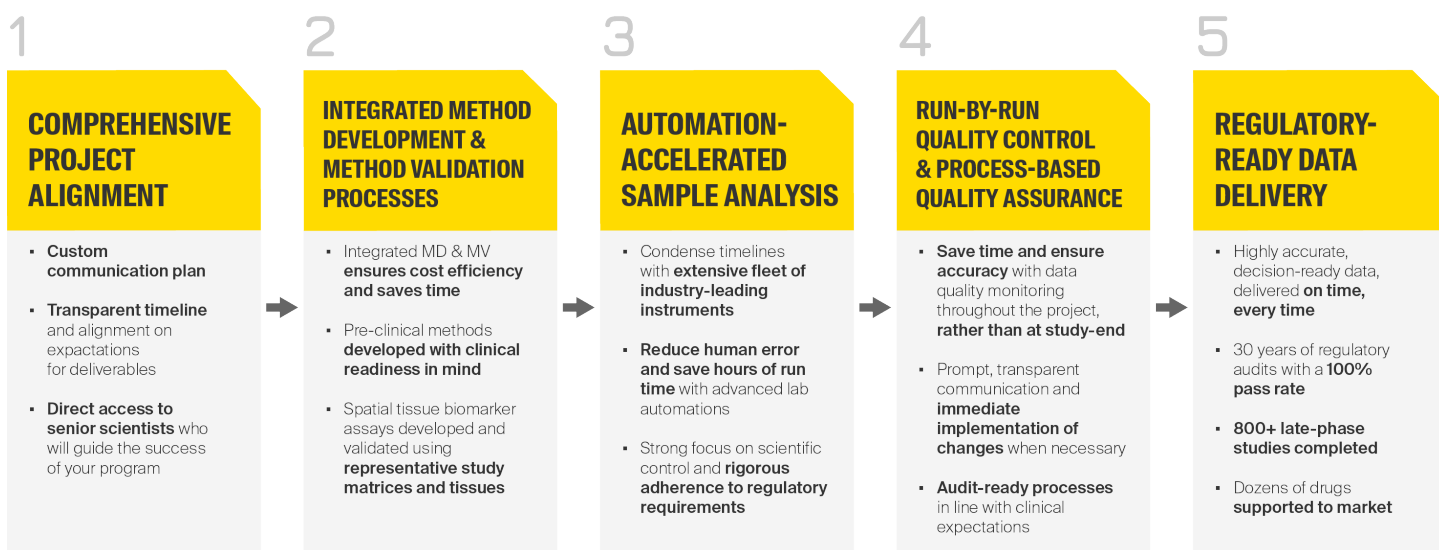 1
COMPREHENSIVE
PROJECT
ALIGNMENT
▪ Custom
communication plan
▪ Transparent timeline
and alignment on
expactations
for deliverables
▪ Direct access to
senior scientists who
will guide the success
of your program
2
INTEGRATED METHOD
DEVELOPMENT &
METHOD VALIDATION
PROCESSES
▪ Integrated MD & MV
ensures cost efficiency
and saves time
▪ Pre-clinical methods
developed with clinical
readiness in mind
▪ Spatial tissue biomarker
assays developed and
validated using
representative study
matrices and tissues
3
AUTOMATION-
ACCELERATED
SAMPLE ANALYSIS
▪ Condense timelines
with extensive fleet of
industry-leading
instruments
▪ Reduce human error
and save hours of run
time with advanced lab
automations
▪ Strong focus on scientific
control and rigorous
adherence to regulatory
requirements
4
RUN-BY-RUN
QUALITY CONTROL
& PROCESS-BASED
QUALITY ASSURANCE
▪ Save time and ensure
accuracy with data
quality monitoring
throughout the project,
rather than at study-end
▪ Prompt, transparent
communication and
immediate
implementation of
changes when necessary
▪ Audit-ready processes
in line with clinical
expectations
5
REGULATORY-
READY DATA
DELIVERY
▪ Highly accurate,
decision-ready data,
delivered on time,
every time
▪ 30 years of regulatory
audits with a 100%
pass rate
▪ 800+ late-phase
studies completed
▪ Dozens of drugs
supported to market